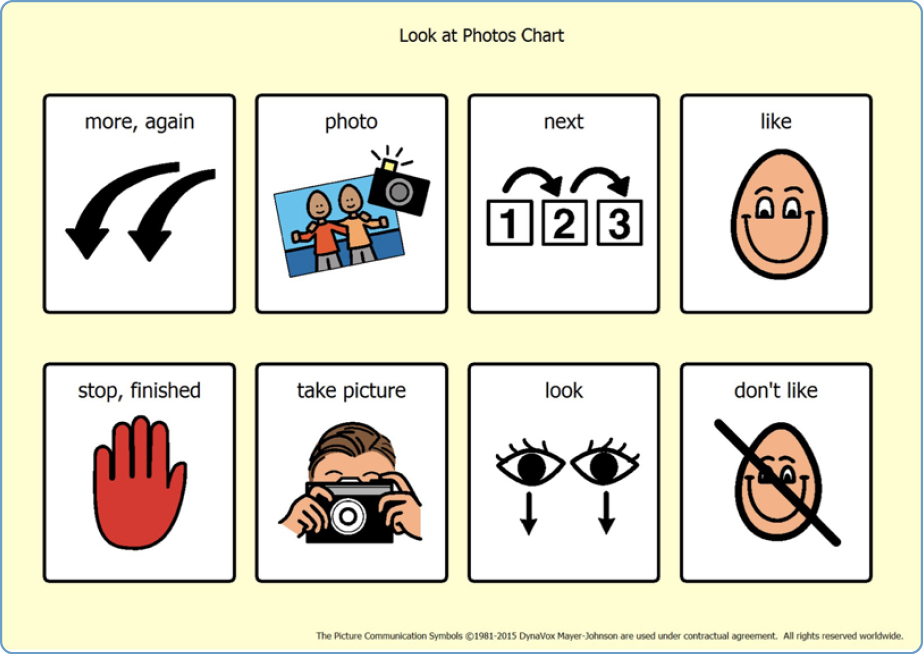 Look at Photos Chart
more, again
photo
next
like
1 2 3
stop, finished
take picture
look
don't like
The Picture Communication Symbols ©1981-2015 DynaVox Mayer-Johnson are used under contractual agreement. All rights reserved worldwide.